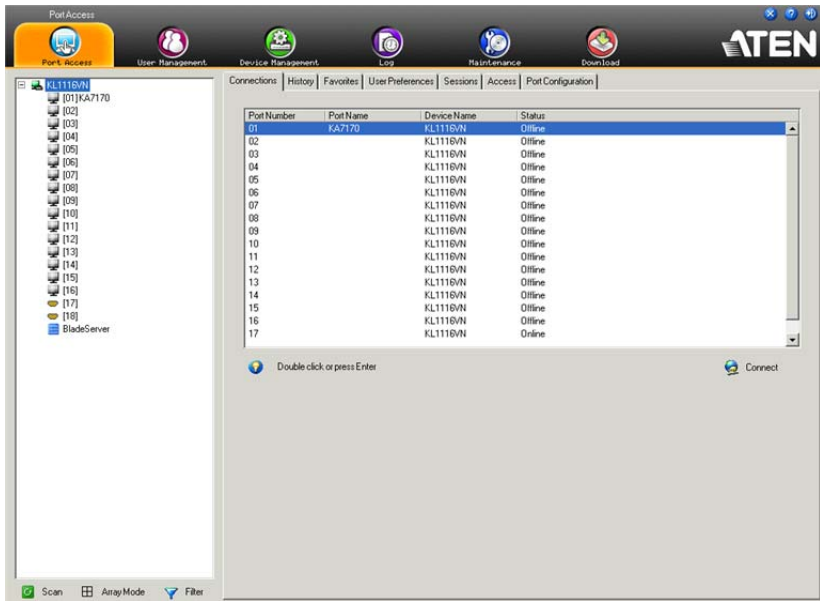 PortAccess
Port Access
User Management
Device Management
Log
Maintenance
Download
ATEN
KL1116VN
[01]KA7170
[02]
[03]
[04]
[05]
[06]
[07]
[08]
[09]
[10]
[11]
[12]
[13]
[14]
[15]
[16]
[17]
[18]
BladeServer
Connections History Favorites User Preferences Sessions Access Port Configuration
Port Number Port Name Device Name Status
01 KA7170 KL1116VN Offline
02 KL1116VN Offline
03 KL1116VN Offline
04 KL1116VN Offline
05 KL1116VN Offline
06 KL1116VN Offline
07 KL1116VN Offline
08 KL1116VN Offline
09 KL1116VN Offline
10 KL1116VN Offline
11 KL1116VN Offline
12 KL1116VN Offline
13 KL1116VN Offline
14 KL1116VN Offline
15 KL1116VN Offline
16 KL1116VN Offline
17 KL1116VN Online
Double click or press Enter
Connect
Scan Array Mode Filter